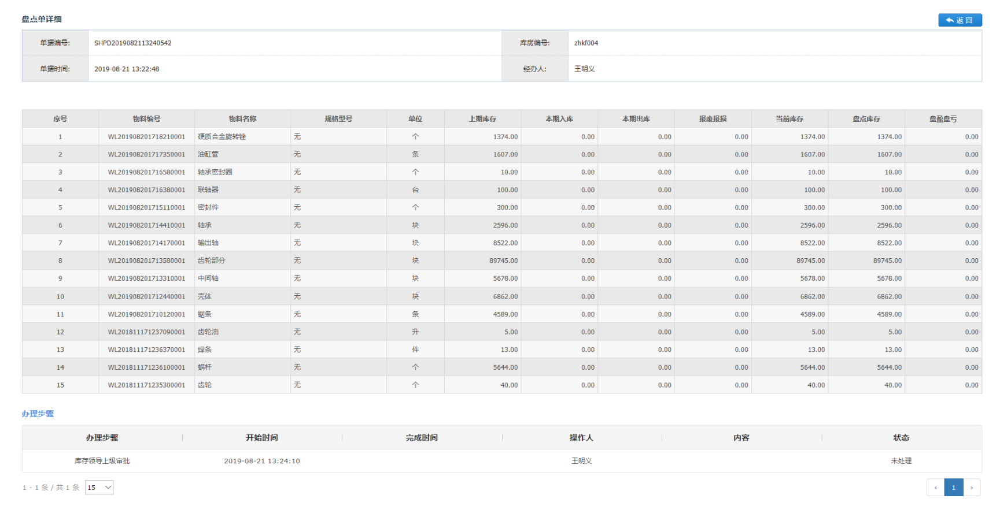 盘点单详细
返 回
单据编号: SHPD2019082113240542 库房编号: zhkf004
单据时间: 2019-08-21 13:22:48 经办人: 王明义
序号 物料编号 物料名称 规格型号 单位 上期库存 本期入库 本期出库 报废报损 当前库存 盘点库存 盘盈盘亏
1 WL201908201718210001 硬质合金旋转锉 无 个 1374.00 0.00 0.00 0.00 1374.00 1374.00 0.00
2 WL201908201717350001 油缸管 无 条 1607.00 0.00 0.00 0.00 1607.00 1607.00 0.00
3 WL201908201716580001 轴承密封圈 无 个 10.00 0.00 0.00 0.00 10.00 10.00 0.00
4 WL201908201716380001 联轴器 无 台 100.00 0.00 0.00 0.00 100.00 100.00 0.00
5 WL201908201715110001 密封件 无 个 300.00 0.00 0.00 0.00 300.00 300.00 0.00
6 WL201908201714410001 轴承 无 块 2596.00 0.00 0.00 0.00 2596.00 2596.00 0.00
7 WL201908201714170001 输出轴 无 块 8522.00 0.00 0.00 0.00 8522.00 8522.00 0.00
8 WL201908201713580001 齿轮部分 无 块 89745.00 0.00 0.00 0.00 89745.00 89745.00 0.00
9 WL201908201713310001 中间轴 无 块 5678.00 0.00 0.00 0.00 5678.00 5678.00 0.00
10 WL201908201712440001 壳体 无 块 6862.00 0.00 0.00 0.00 6862.00 6862.00 0.00
11 WL201908201710120001 锯条 无 条 4589.00 0.00 0.00 0.00 4589.00 4589.00 0.00
12 WL201811171237090001 齿轮油 无 升 5.00 0.00 0.00 0.00 5.00 5.00 0.00
13 WL201811171236370001 焊条 无 件 13.00 0.00 0.00 0.00 13.00 13.00 0.00
14 WL201811171236100001 蜗杆 无 个 5644.00 0.00 0.00 0.00 5644.00 5644.00 0.00
15 WL201811171235300001 齿轮 无 个 40.00 0.00 0.00 0.00 40.00 40.00 0.00
办理步骤
办理步骤 开始时间 完成时间 操作人 内容 状态
库存领导上级审批 2019-08-21 13:24:10 王明义 未处理
1 - 1 条 / 共 1 条 15 ‹ 1 ›